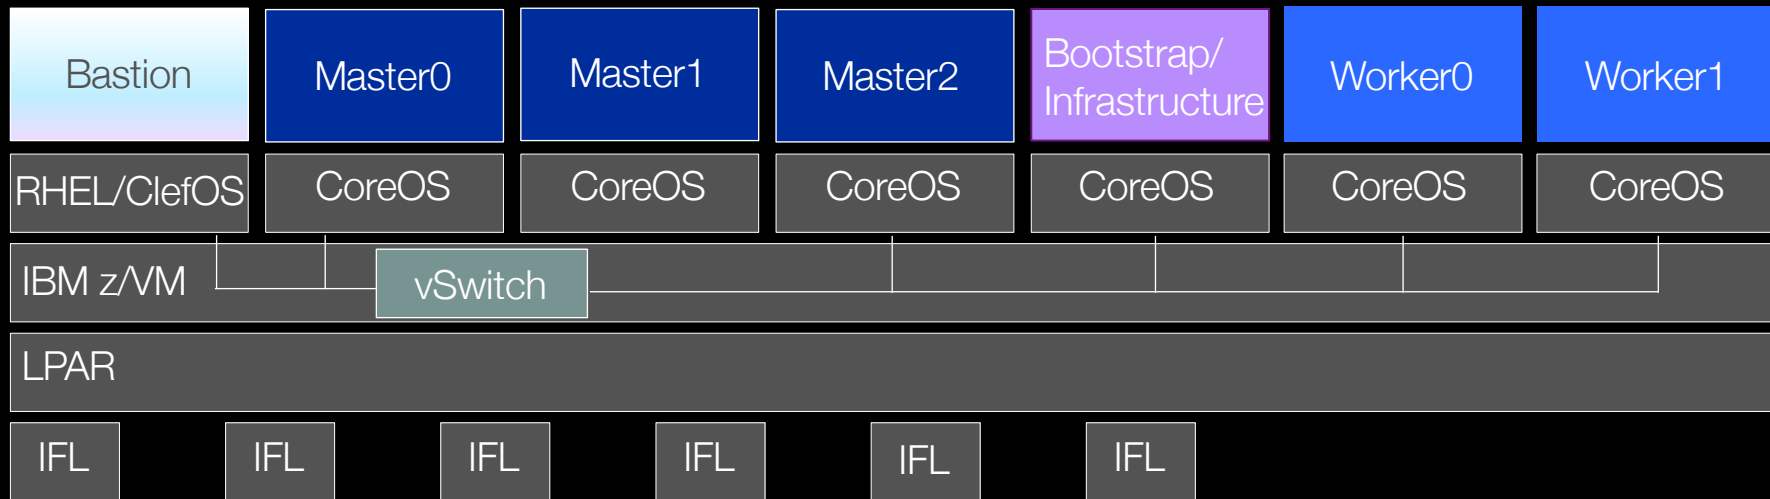 Bastion
Master0
Master1
Master2
Bootstrap/
Infrastructure
Worker0
Worker1
RHEL/ClefOS
CoreOS
CoreOS
CoreOS
CoreOS
CoreOS
CoreOS
IBM z/VM
vSwitch
LPAR
IFL
IFL
IFL
IFL
IFL
IFL